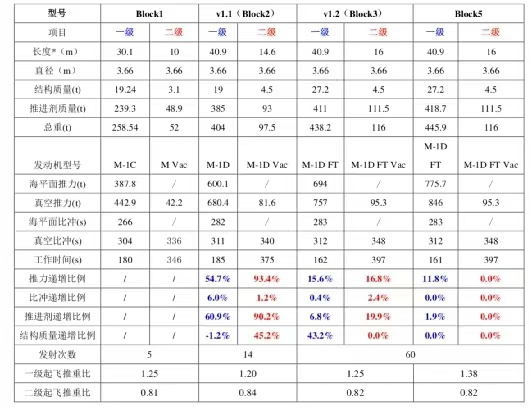 型号 Block1 v1.1（Block2） v1.2（Block3） Block5
项目 一级 二级 一级 二级 一级 二级 一级 二级
长度*（m） 30.1 10 40.9 14.6 40.9 16 40.9 16
直径（m） 3.66 3.66 3.66 3.66 3.66 3.66 3.66 3.66
结构质量(t) 19.24 3.1 19 4.5 27.2 4.5 27.2 4.5
推进剂质量(t) 239.3 48.9 385 93 411 111.5 418.7 111.5
总重(t) 258.54 52 404 97.5 438.2 116 445.9 116
发动机型号 M-1C M Vac M-1D M-1D Vac M-1D FT M-1D FT Vac M-1D FT M-1D FT Vac
海平面推力(t) 387.8 / 600.1 / 694 / 775.7 /
真空推力(t) 442.9 42.2 680.4 81.6 757 95.3 846 95.3
海平面比冲(s) 266 / 282 / 283 / 283 /
真空比冲(s) 304 336 311 340 312 348 312 348
工作时间(s) 180 346 185 375 162 397 161 397
推力递增比例 / / 54.7% 93.4% 15.6% 16.8% 11.8% 0.0%
比冲递增比例 / / 6.0% 1.2% 0.4% 2.4% 0.0% 0.0%
推进剂递增比例 / / 60.9% 90.2% 6.8% 19.9% 1.9% 0.0%
结构质量递增比例 / / -1.2% 45.2% 43.2% 0.0% 0.0% 0.0%
发射次数 5 14 60
一级起飞推重比 1.25 1.20 1.25 1.38
二级起飞推重比 0.81 0.84 0.82 0.82